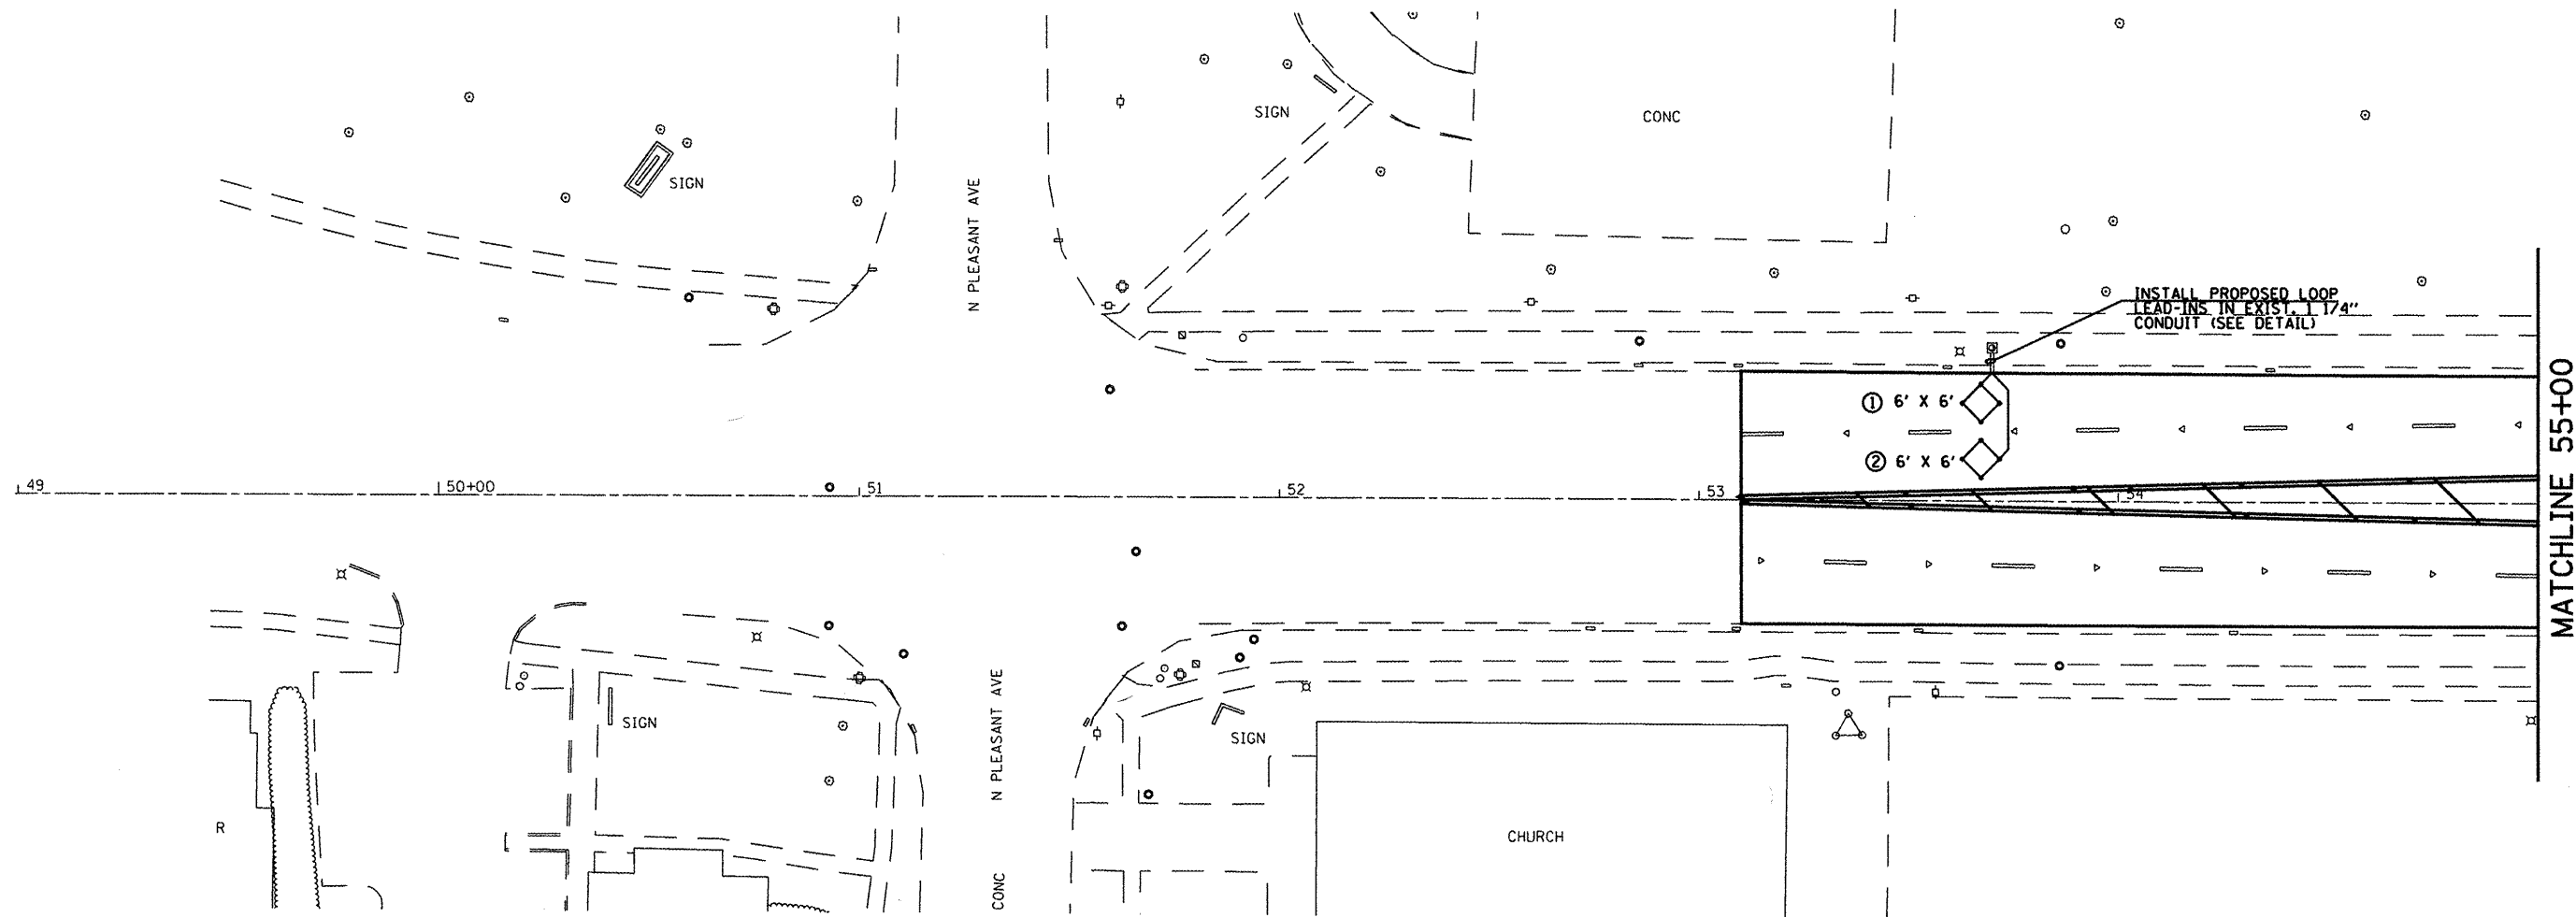 SIGN
CONC
SIGN
N PLEASANT AVE
INSTALL PROPOSED LOOP
LEAD-INS IN EXIST. 1 1/4"
CONDUIT (SEE DETAIL)
① 6' X 6'
② 6' X 6'
49
50+00
51
52
53
54
MATCHLINE 55+00
N PLEASANT AVE
SIGN
SIGN
R
CHURCH
CONC